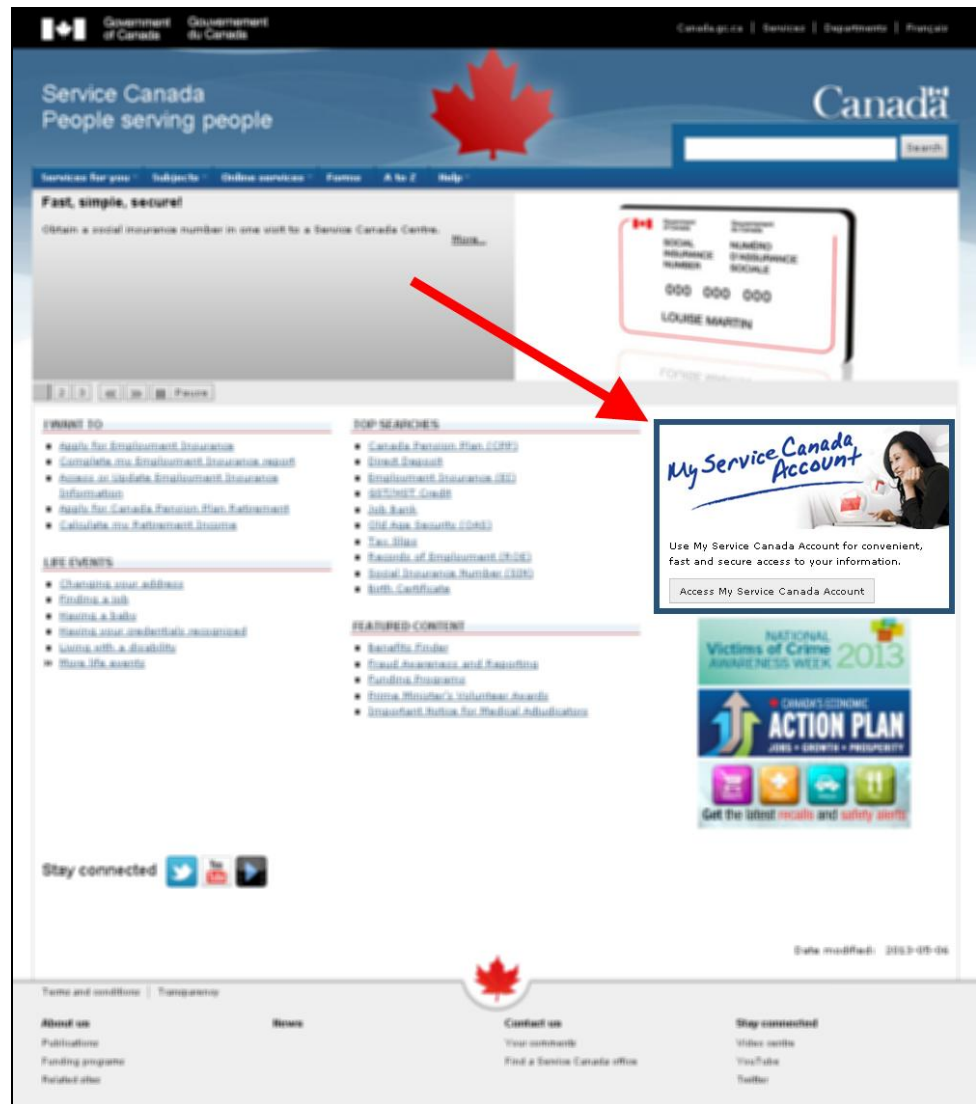 Government of Canada
Gouvernement du Canada
Canada.gc.ca | Services | Departments | Français
Service Canada
People serving people
Canada
Search
Services for you
Subjects
Online services
Forms
A to Z
Help
Fast, simple, secure!
Obtain a social insurance number in one visit to a Service Canada Centre.
More...
Government of Canada
Gouvernement du Canada
SOCIAL INSURANCE NUMBER
NUMÉRO D'ASSURANCE SOCIALE
000 000 000
LOUISE MARTIN
2 3 Pause
I WANT TO
Apply for Employment Insurance
Complete my Employment Insurance report
Access or Update Employment Insurance
Information
Apply for Canada Pension Plan Retirement
Calculate my Retirement Income
LIFE EVENTS
Changing your address
Finding a job
Having a baby
Having your credentials recognized
Living with a disability
More life events
TOP SEARCHES
Canada Pension Plan (CPP)
Direct Deposit
Employment Insurance (EI)
GST/HST Credit
Job Bank
Old Age Security (OAS)
Tax Slips
Records of Employment (ROE)
Social Insurance Number (SIN)
Birth Certificate
FEATURED CONTENT
Benefits Finder
Fraud Awareness and Reporting
Funding Programs
Prime Minister's Volunteer Awards
Important Notice for Medical Adjudicators
My Service Canada
Account
Use My Service Canada Account for convenient,
fast and secure access to your information.
Access My Service Canada Account
NATIONAL
Victims of Crime
AWARENESS WEEK 2013
CANADA'S ECONOMIC
ACTION PLAN
JOBS • GROWTH • PROSPERITY
Get the latest recalls and safety alerts
Stay connected
You Tube
Date modified: 2013-05-06
Terms and conditions | Transparency
About us
Publications
Funding programs
Related sites
News
Contact us
Your comments
Find a Service Canada office
Stay connected
Video centre
YouTube
Twitter